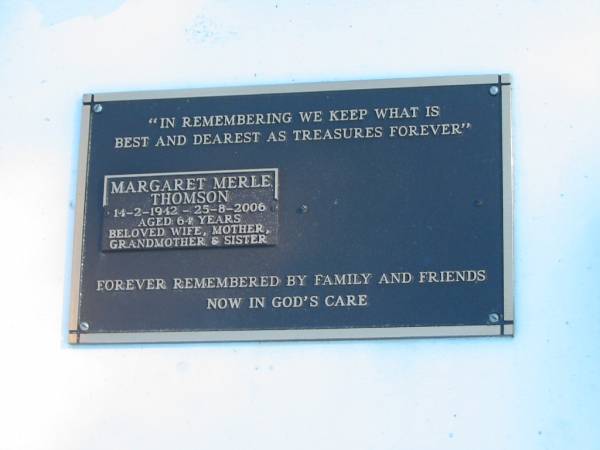 "IN REMEMBERING WE KEEP WHAT IS
BEST AND DEAREST AS TREASURES FOREVER"
MARGARET MERLE
THOMSON
14-2-1942 - 25-8-2006
AGED 64 YEARS
BELOVED WIFE, MOTHER,
GRANDMOTHER & SISTER
FOREVER REMEMBERED BY FAMILY AND FRIENDS
NOW IN GOD'S CARE